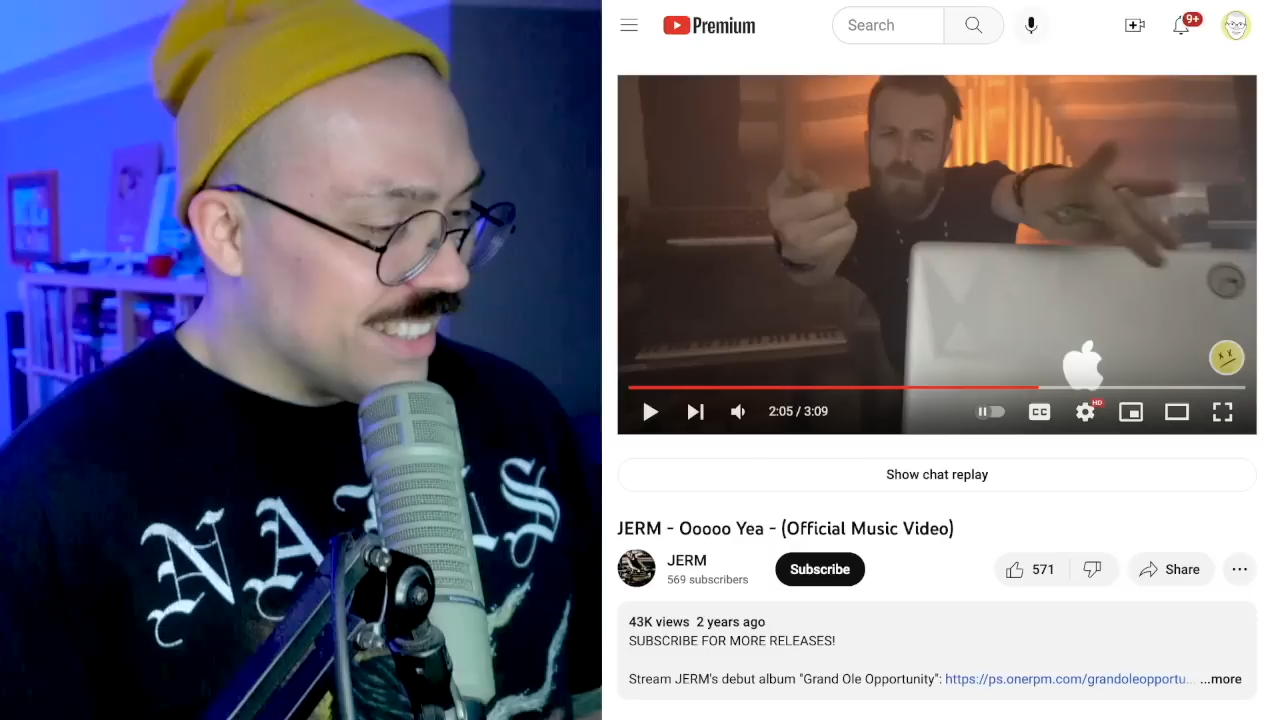 Premium
Search
9+
HD
CC
2:05 / 3:09
Show chat replay
JERM - Ooooo Yea - (Official Music Video)
JERM
569 subscribers
Subscribe
571
Share
43K views 2 years ago
SUBSCRIBE FOR MORE RELEASES!
Stream JERM's debut album "Grand Ole Opportunity": https://ps.onerpm.com/grandoleopportu... ...more